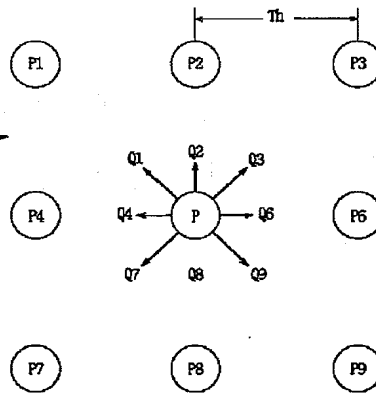 Th
P1 P2 P3
Q1 Q2 Q3
P4 Q4 P Q6 P6
Q7 Q8 Q9
P7 P8 P9